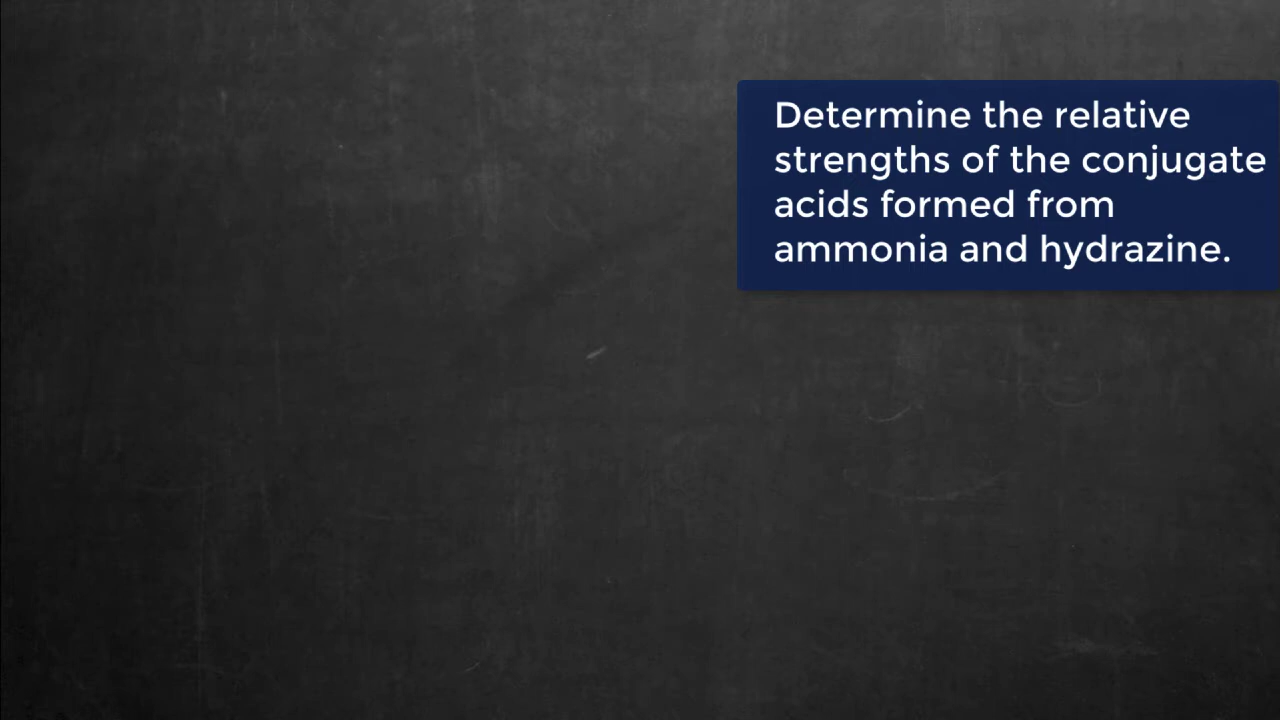 Determine the relative
strengths of the conjugate
acids formed from
ammonia and hydrazine.